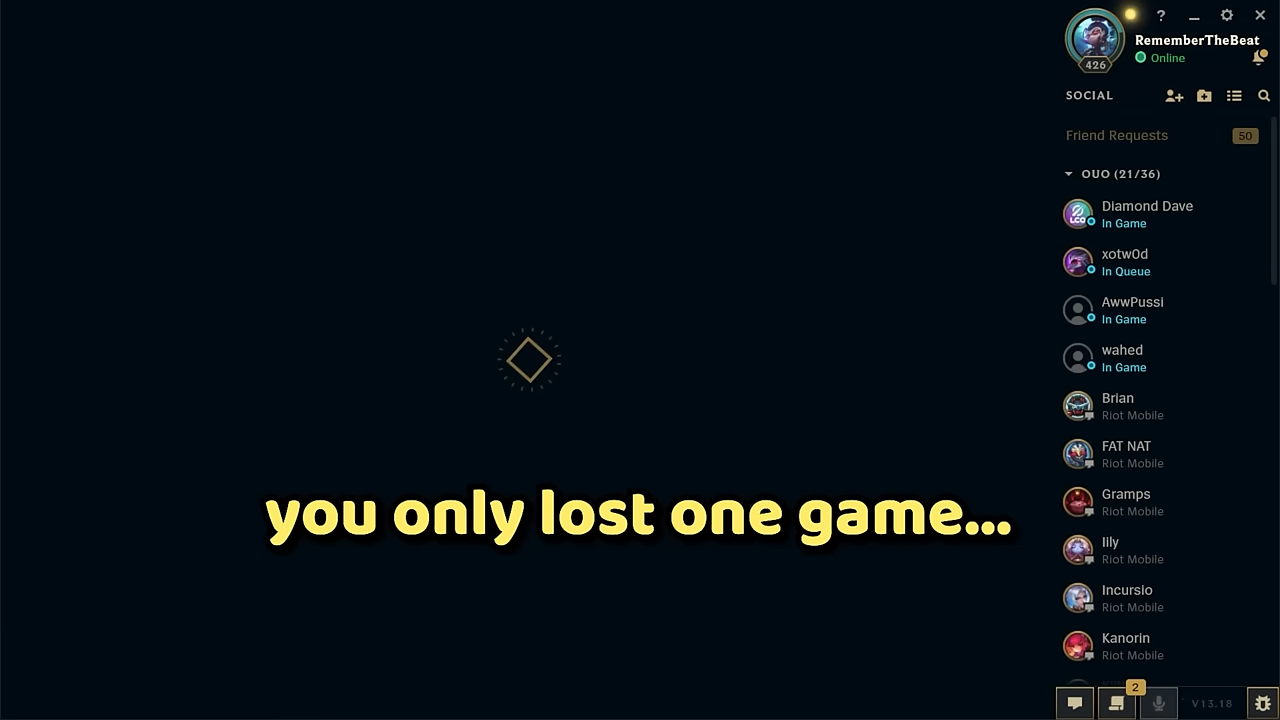 ?
RememberTheBeat
426
Online
SOCIAL
Friend Requests
50
OUO (21/36)
Diamond Dave
In Game
LCO
xotw0d
In Queue
AwwPussi
In Game
wahed
In Game
Brian
Riot Mobile
FAT NAT
Riot Mobile
Gramps
Riot Mobile
you only lost one game...
Incursio
Riot Mobile
Riot Mobile
Kanorin
Riot Mobile
2
V13.18